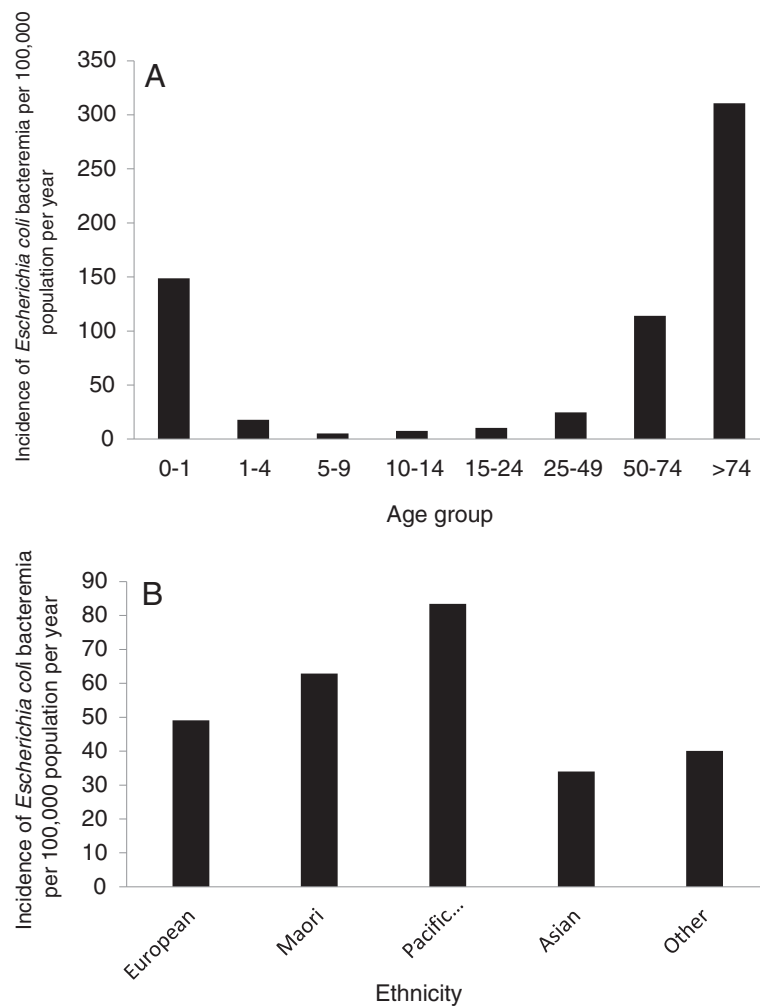 Incidence of Escherichia coli bacteremia per 100,000
population per year
A
350
300
250
200
150
100
50
0
0-1 1-4 5-9 10-14 15-24 25-49 50-74 >74
Age group
Incidence of Escherichia coli bacteremia
per 100,000 population per year
B
90
80
70
60
50
40
30
20
10
0
European Maori Pacific... Asian Other
Ethnicity